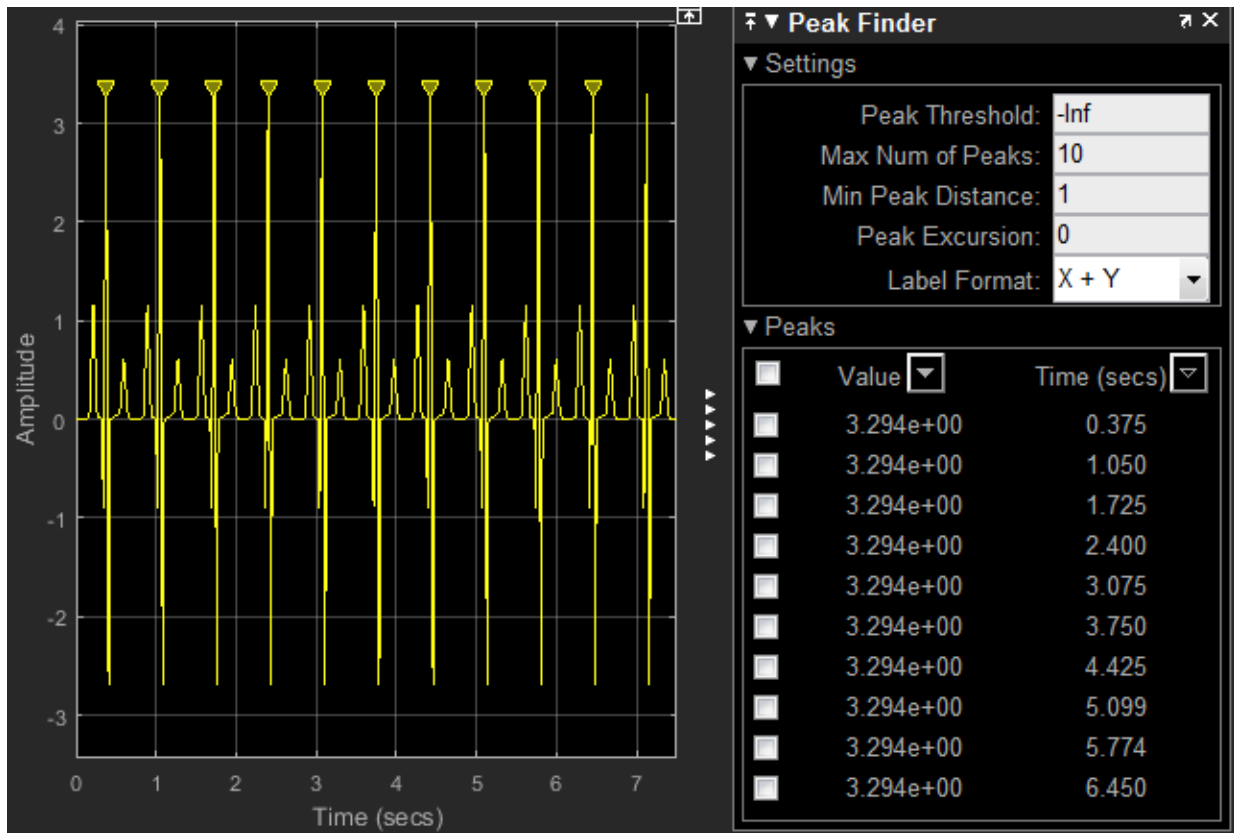 4
3
2
1
0
-1
-2
-3
0 1 2 3 4 5 6 7
Amplitude
Time (secs)
Peak Finder
Settings
Peak Threshold: -Inf
Max Num of Peaks: 10
Min Peak Distance: 1
Peak Excursion: 0
Label Format: X + Y
Peaks
Value Time (secs)
3.294e+00 0.375
3.294e+00 1.050
3.294e+00 1.725
3.294e+00 2.400
3.294e+00 3.075
3.294e+00 3.750
3.294e+00 4.425
3.294e+00 5.099
3.294e+00 5.774
3.294e+00 6.450